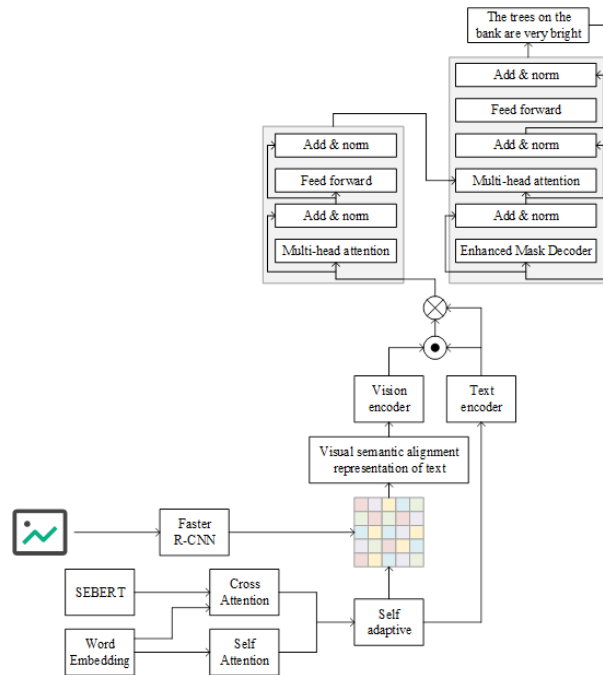 The trees on the
bank are very bright
Add & norm
Feed forward
Add & norm
Multi-head attention
Add & norm
Enhanced Mask Decoder
Add & norm
Feed forward
Add & norm
Multi-head attention
Vision
encoder
Text
encoder
Visual semantic alignment
representation of text
Faster
R-CNN
SEBERT
Cross
Attention
Word
Embedding
Self
Attention
Self
adaptive